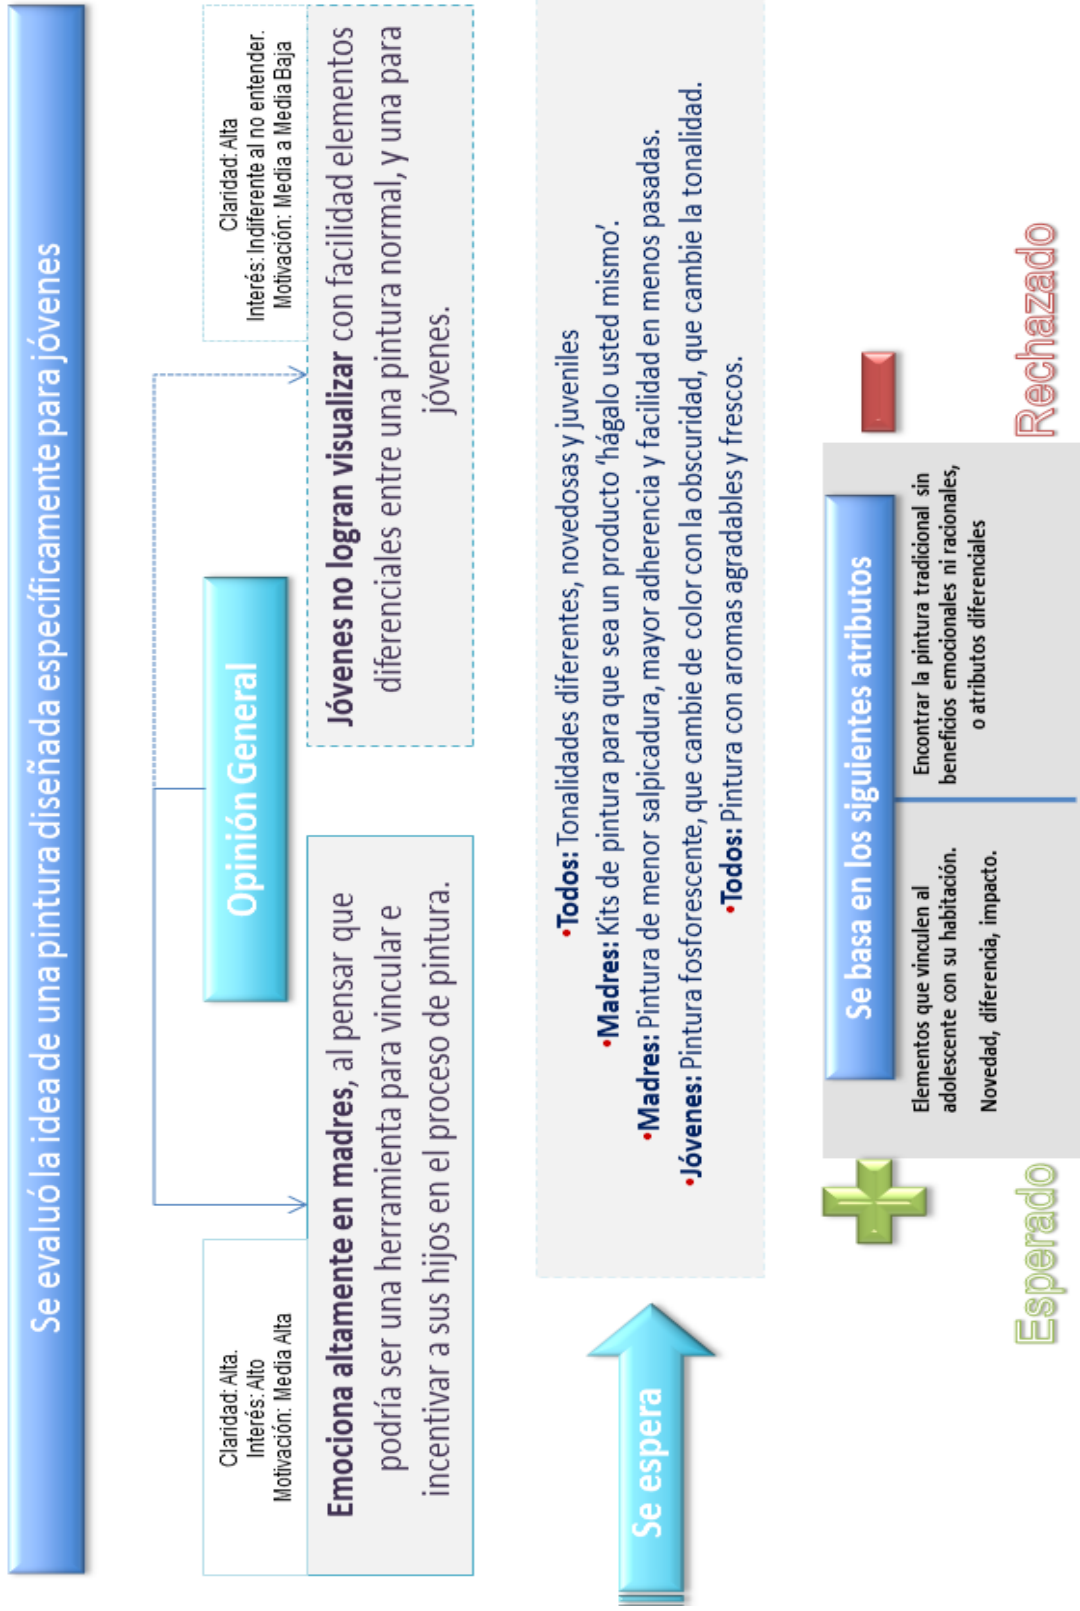 Se evaluó la idea de una pintura diseñada específicamente para jóvenes
Opinión General
Claridad: Alta.
Interés: Alto
Motivación: Media Alta
Emociona altamente en madres, al pensar que
podría ser una herramienta para vincular e
incentivar a sus hijos en el proceso de pintura.
Claridad: Alta
Interés: Indiferente al no entender.
Motivación: Media a Media Baja
Jóvenes no logran visualizar con facilidad elementos
diferenciales entre una pintura normal, y una para
jóvenes.
Se espera
•Todos: Tonalidades diferentes, novedosas y juveniles
•Madres: Kits de pintura para que sea un producto ‘hágalo usted mismo’.
•Madres: Pintura de menor salpicadura, mayor adherencia y facilidad en menos pasadas.
•Jóvenes: Pintura fosforescente, que cambie de color con la obscuridad, que cambie la tonalidad.
•Todos: Pintura con aromas agradables y frescos.
Se basa en los siguientes atributos
Esperado
Elementos que vinculen al
adolescente con su habitación.
Novedad, diferencia, impacto.
Encontrar la pintura tradicional sin
beneficios emocionales ni racionales,
o atributos diferenciales
Rechazado